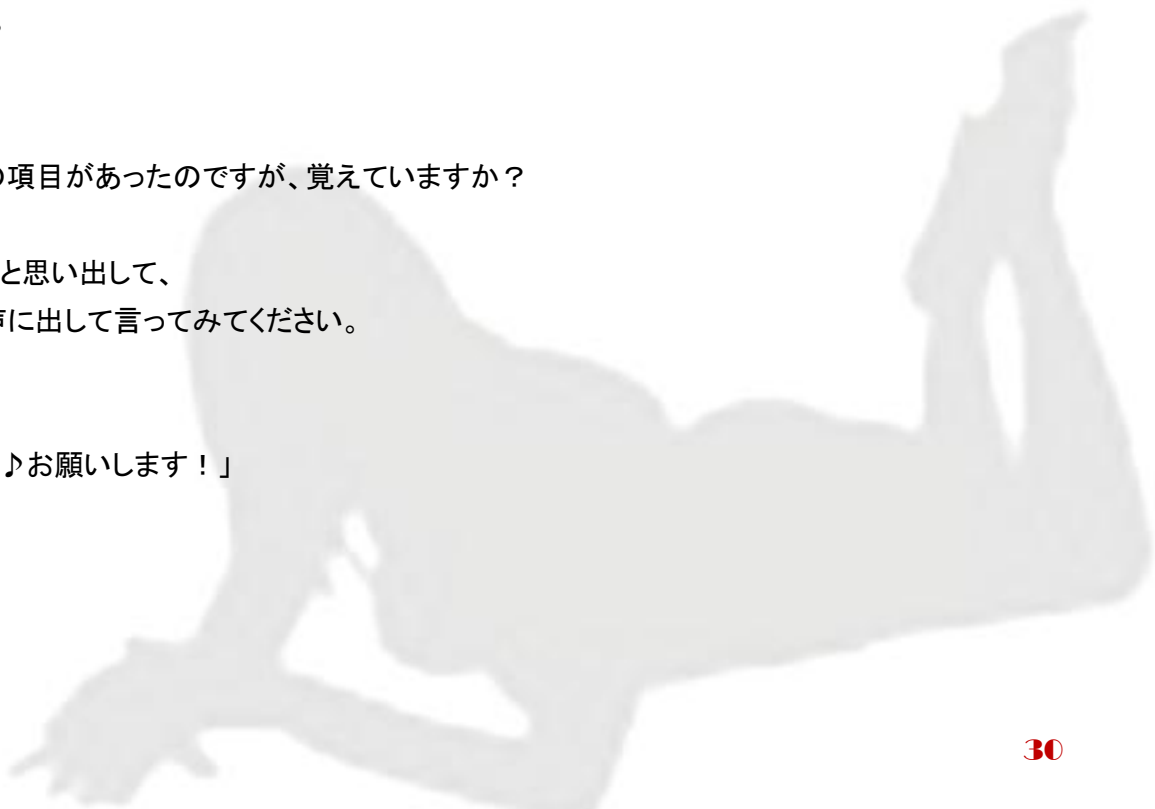 の項目があったのですが、覚えていますか？
と思い出して、
に出して言ってみてください。
♪お願いします！」
30